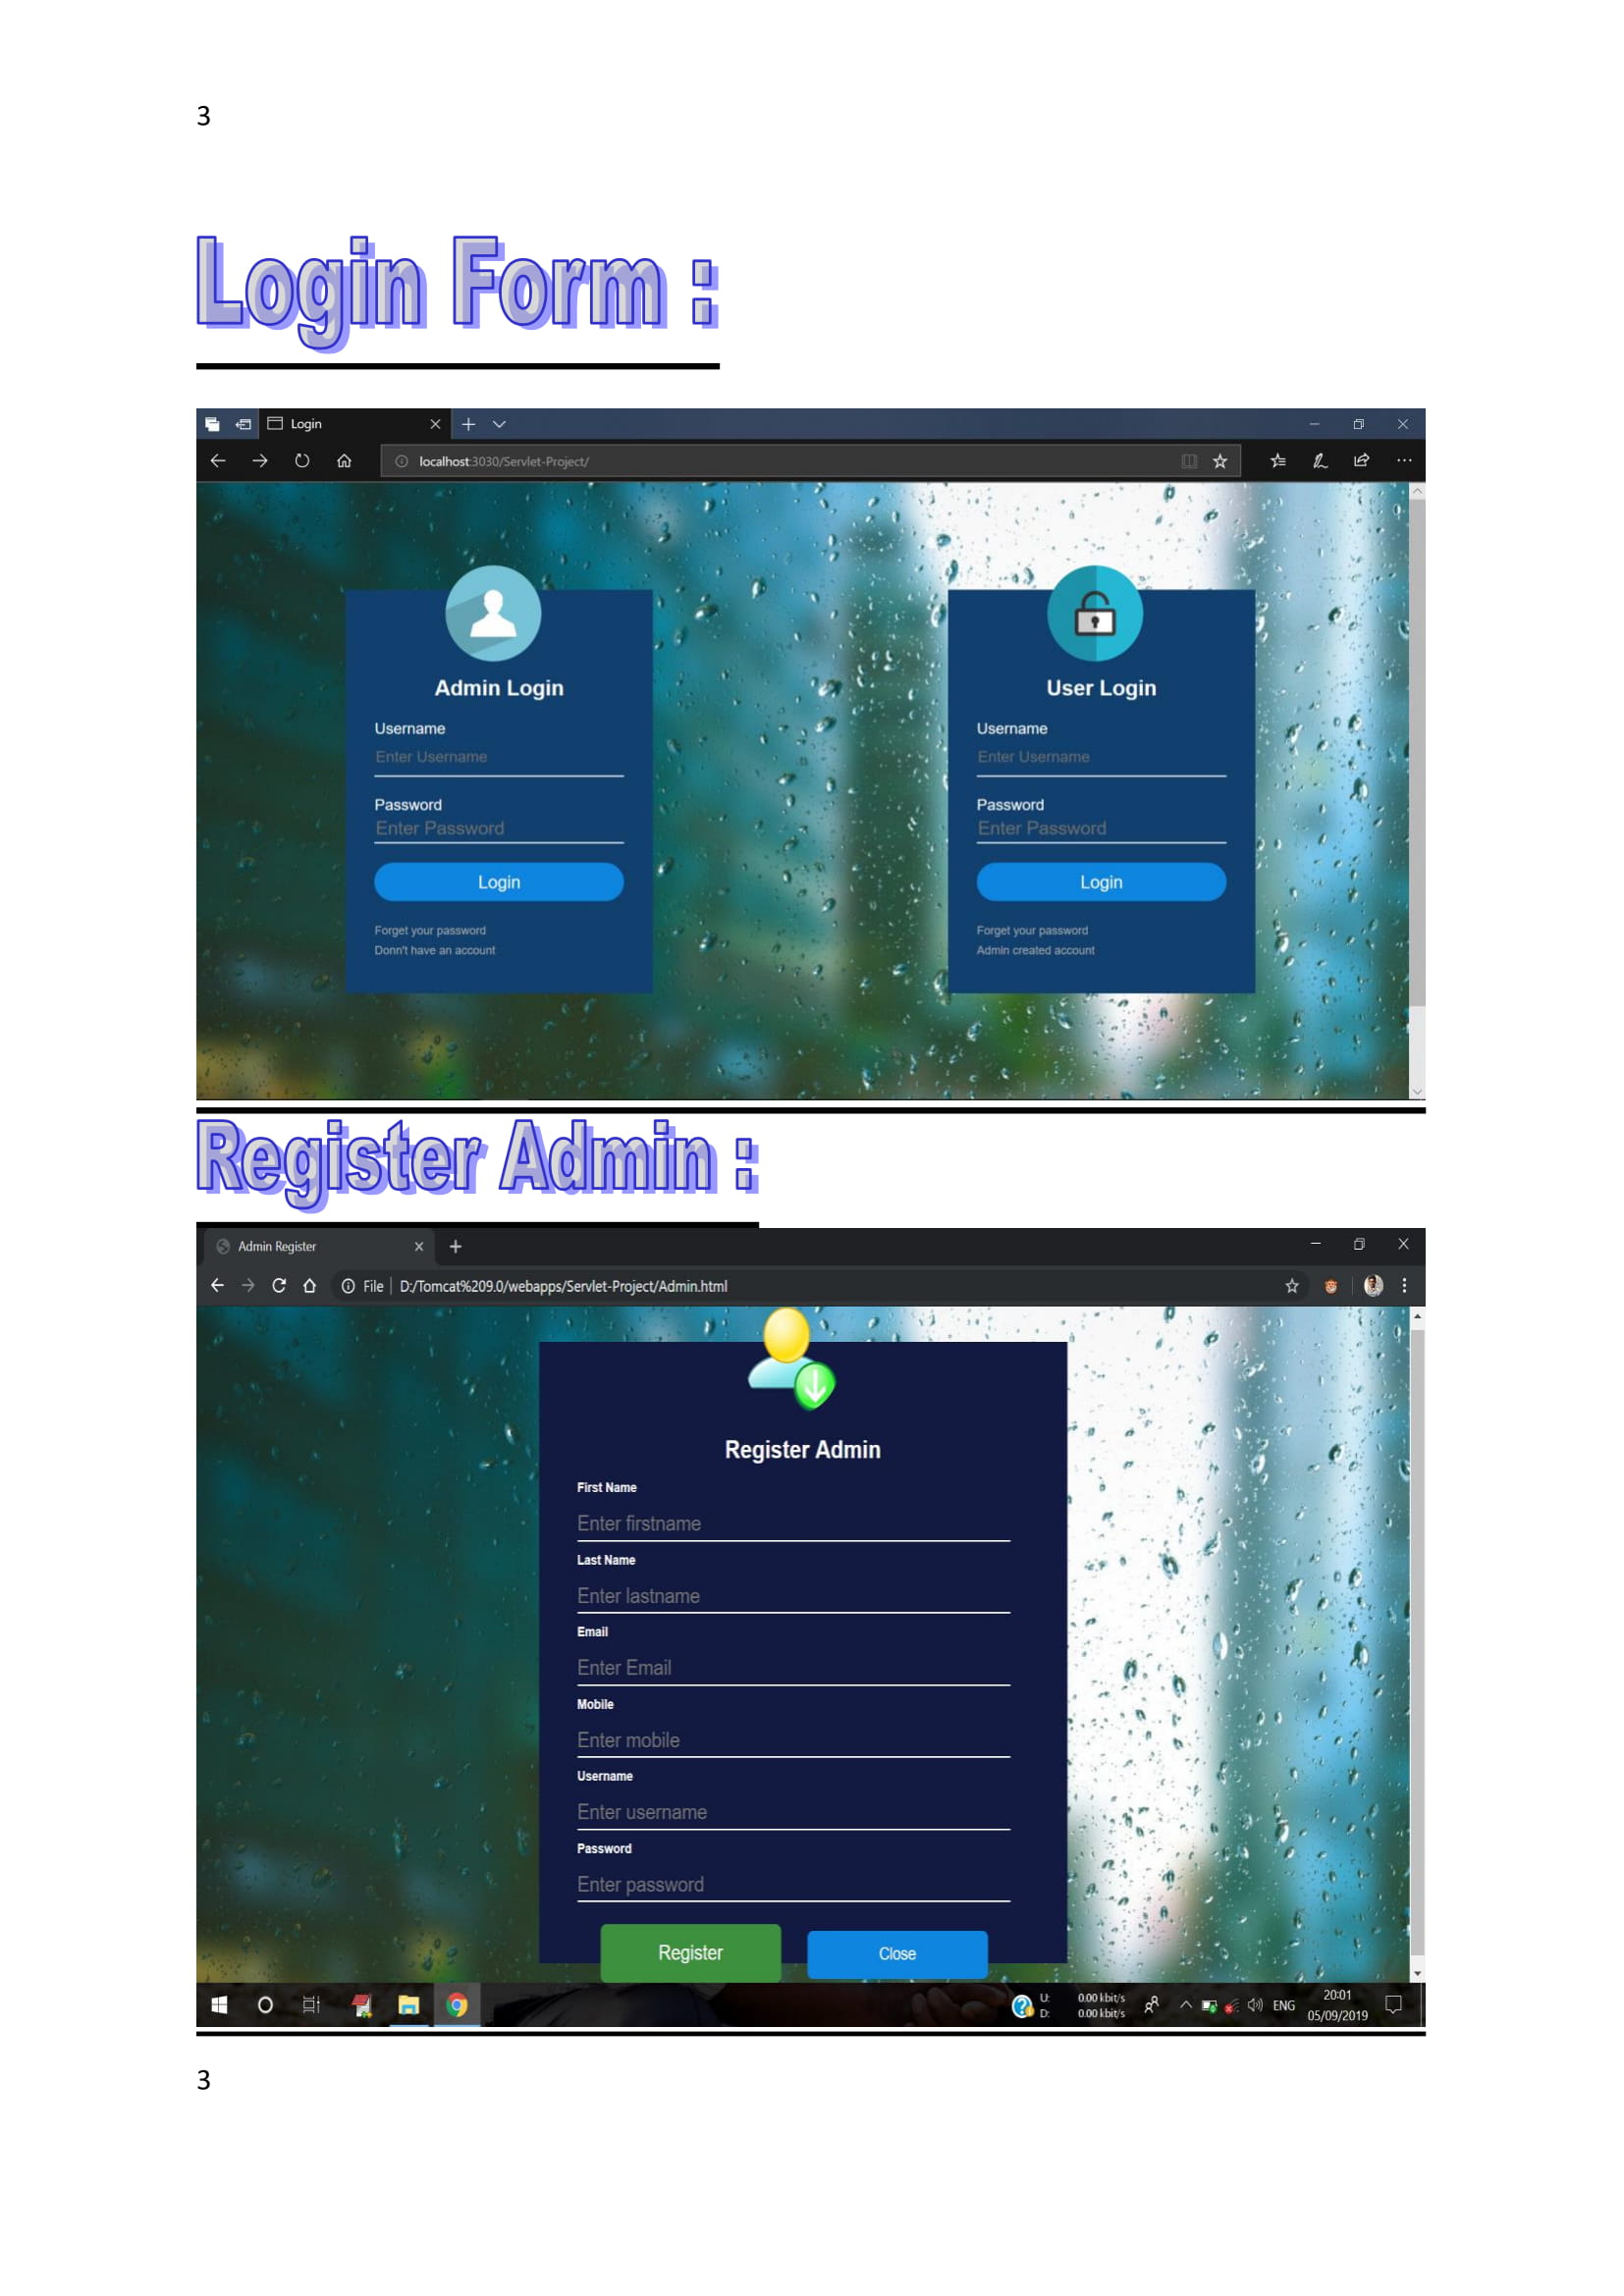 3
Login Form :
Login
localhost:3030/Servlet-Project/
Admin Login
Username
Enter Username
Password
Enter Password
Login
Forget your password
Donn't have an account
User Login
Username
Enter Username
Password
Enter Password
Login
Forget your password
Admin created account
Register Admin :
Admin Register
File D:/Tomcat%209.0/webapps/Servlet-Project/Admin.html
Register Admin
First Name
Enter firstname
Last Name
Enter lastname
Email
Enter Email
Mobile
Enter mobile
Username
Enter username
Password
Enter password
Register Close
U: 0.00 kbit/s
D: 0.00 kbit/s
ENG
20:01
05/09/2019
3